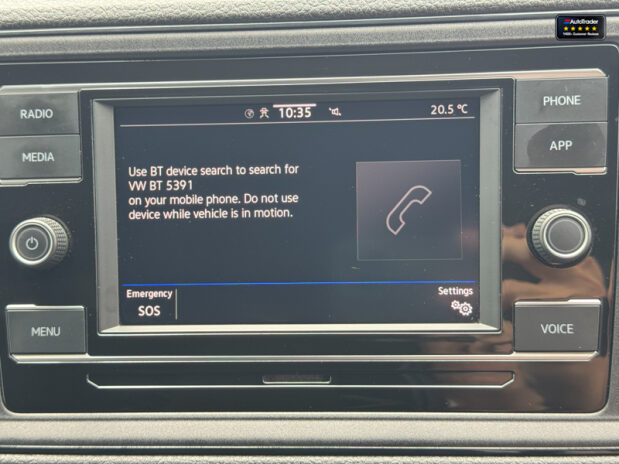 AutoTrader
RADIO
MEDIA
MENU
10:35
20.5 °C
Use BT device search to search for
VW BT 5391
on your mobile phone. Do not use
device while vehicle is in motion.
Emergency
SOS
Settings
PHONE
APP
VOICE